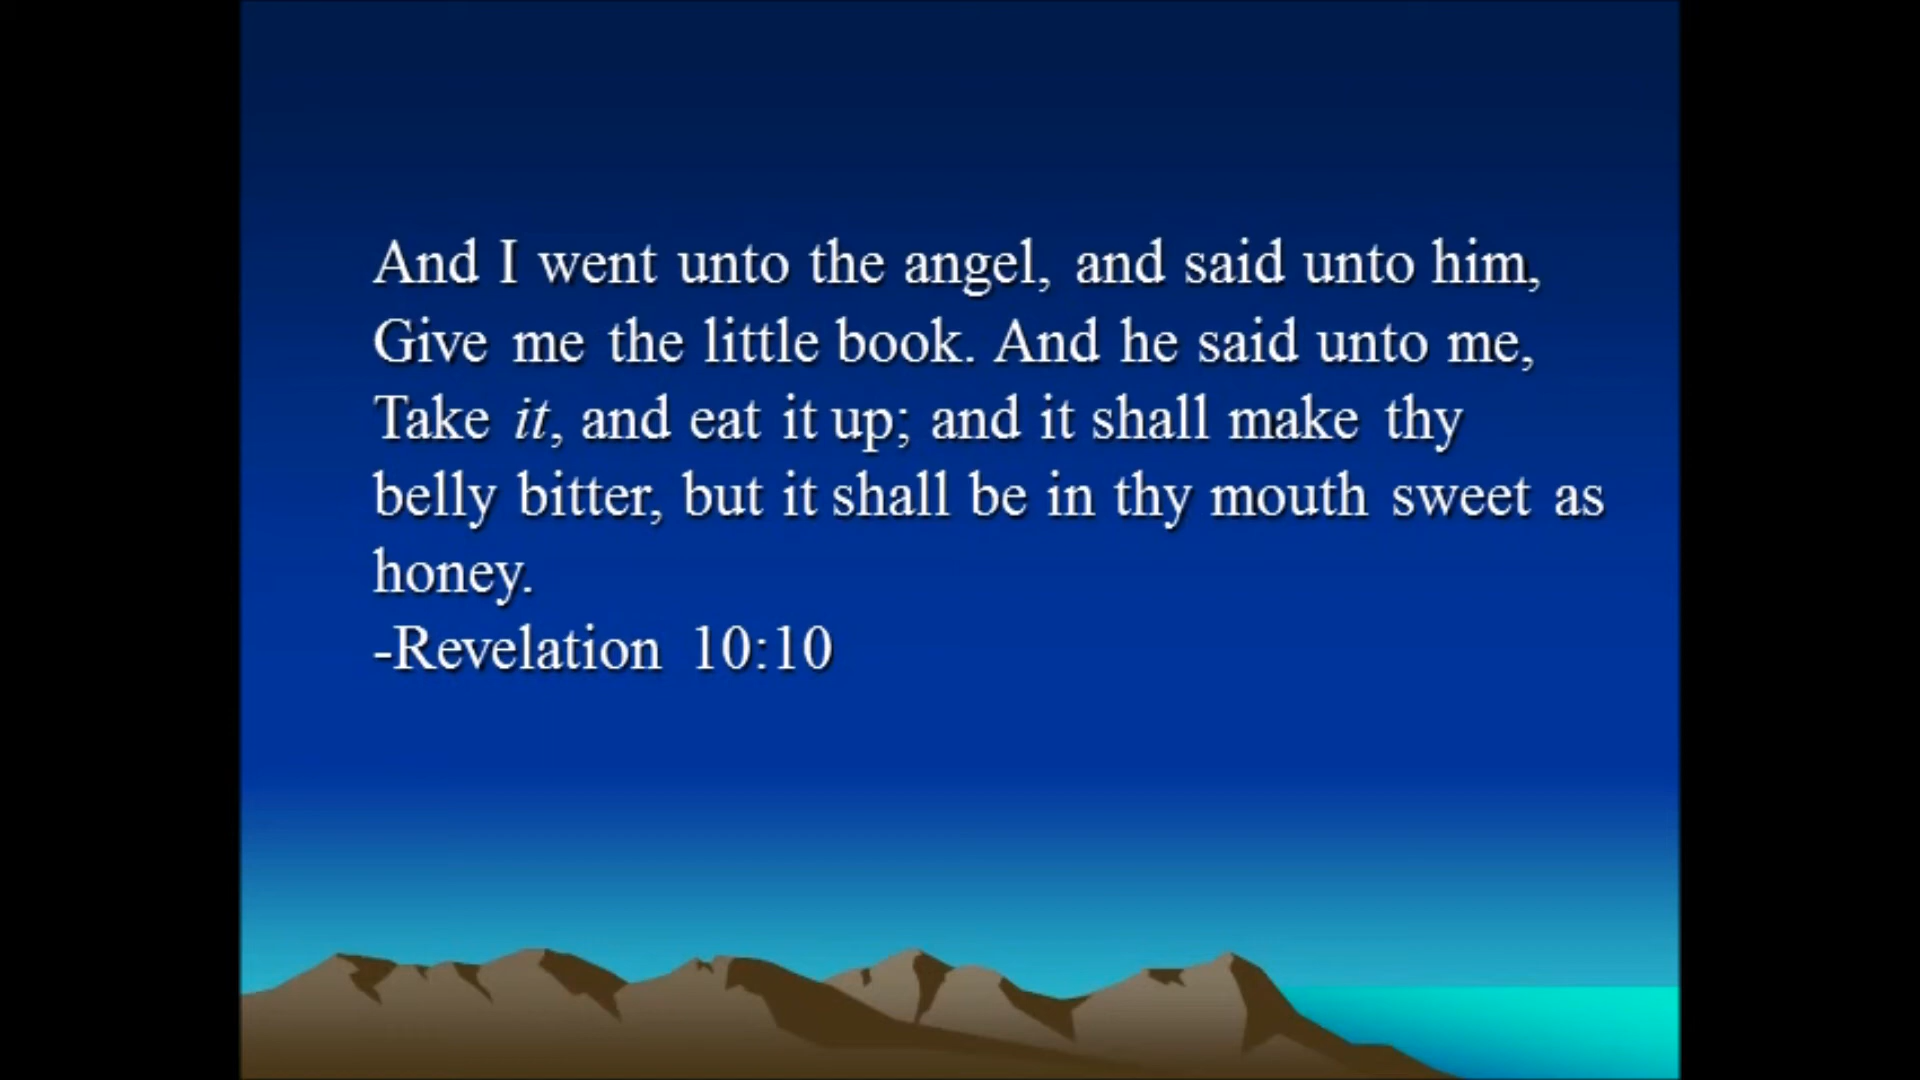 And I went unto the angel, and said unto him,
Give me the little book. And he said unto me,
Take it, and eat it up; and it shall make thy
belly bitter, but it shall be in thy mouth sweet as
honey.
-Revelation 10:10